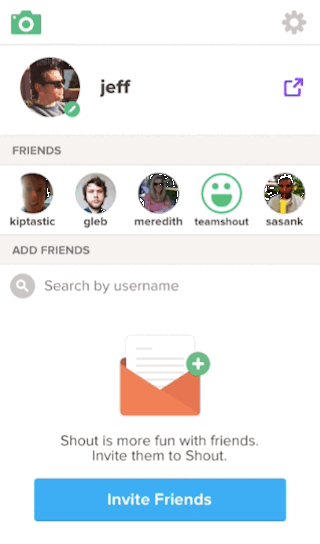 jeff
FRIENDS
kiptastic gleb meredith teamshout sasank
ADD FRIENDS
Search by username
Shout is more fun with friends.
Invite them to Shout.
Invite Friends